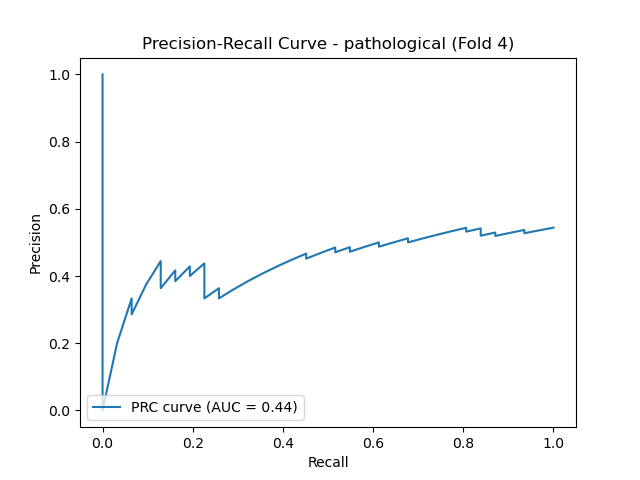 Precision-Recall Curve - pathological (Fold 4)
1.0
0.8
0.6
0.4
0.2
0.0
Precision
PRC curve (AUC = 0.44)
0.0 0.2 0.4 0.6 0.8 1.0
Recall